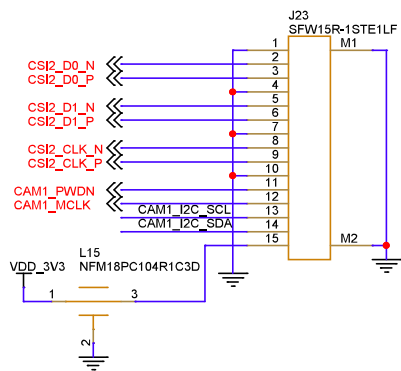 J23
SFW15R-1STE1LF
1 M1
CSI2_D0_N 2
CSI2_D0_P 3
4
CSI2_D1_N 5
CSI2_D1_P 6
7
CSI2_CLK_N 8
CSI2_CLK_P 9
10
CAM1_PWDN 11
CAM1_MCLK 12
CAM1_I2C_SCL 13
CAM1_I2C_SDA 14
15 M2
L15
VDD_3V3 NFM18PC104R1C3D
1 3
2